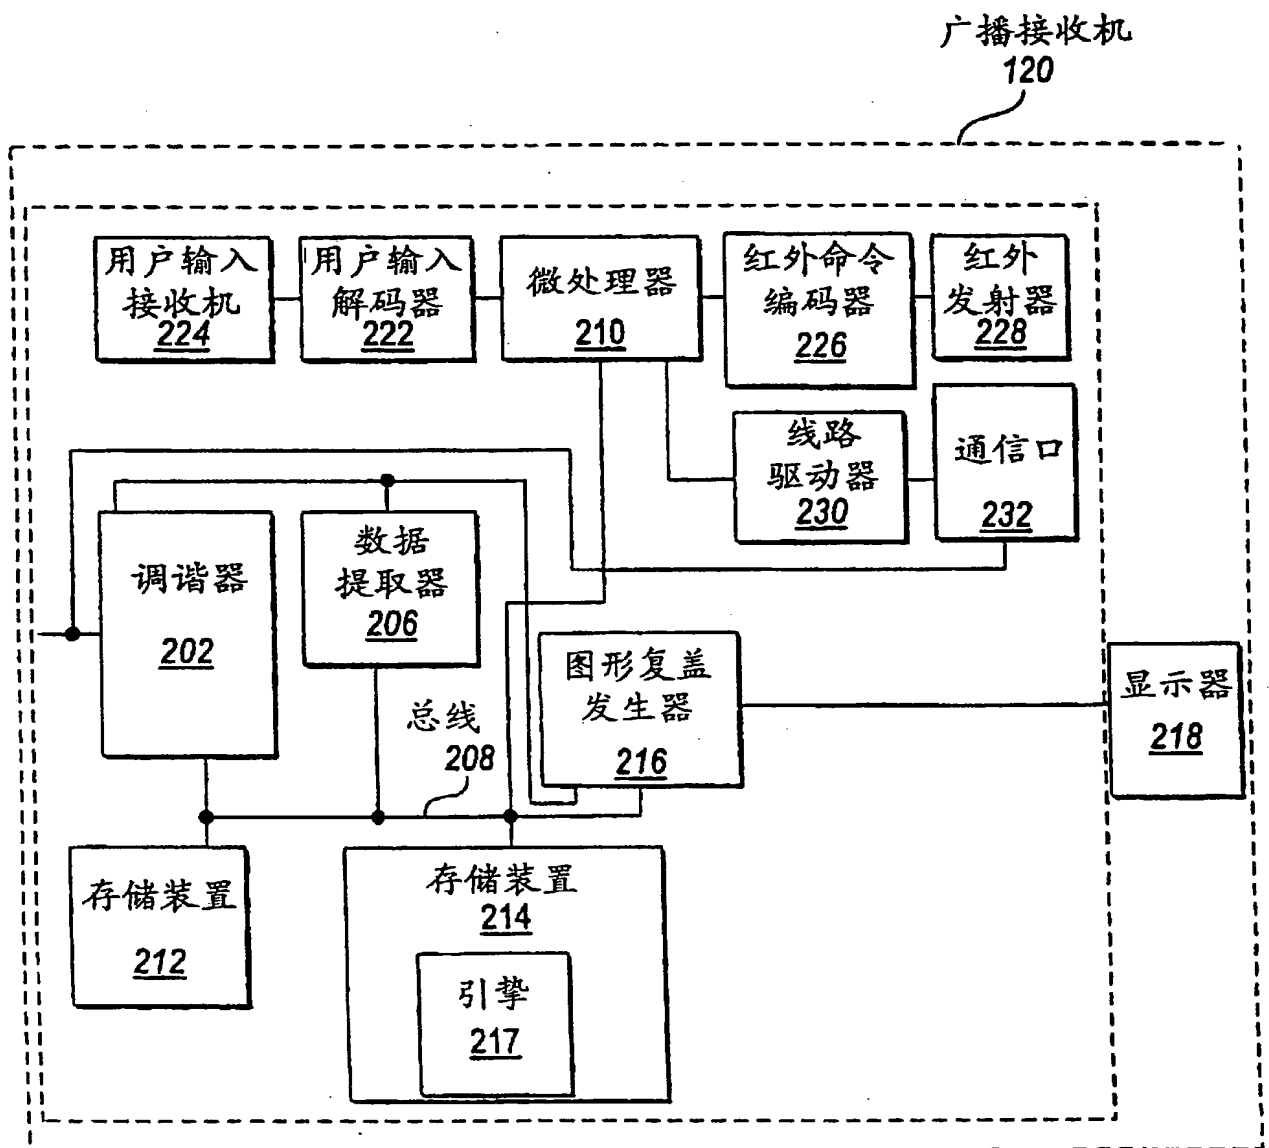 广播接收机
120
用户输入
接收机
224
用户输入
解码器
222
微处理器
210
红外命令
编码器
226
红外
发射器
228
线路
驱动器
230
通信口
232
调谐器
202
数据
提取器
206
图形复盖
发生器
216
显示器
218
总线
208
存储装置
212
存储装置
214
引挚
217